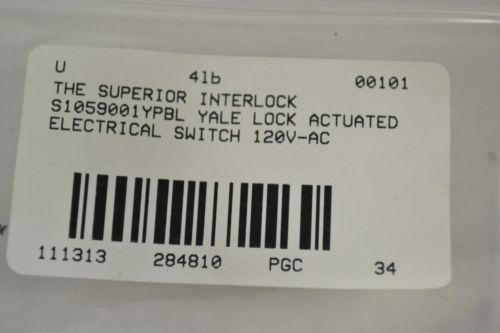 U 41b 00101
THE SUPERIOR INTERLOCK
S1059001YPBL YALE LOCK ACTUATED
ELECTRICAL SWITCH 120V-AC
111313 284810 PGC 34